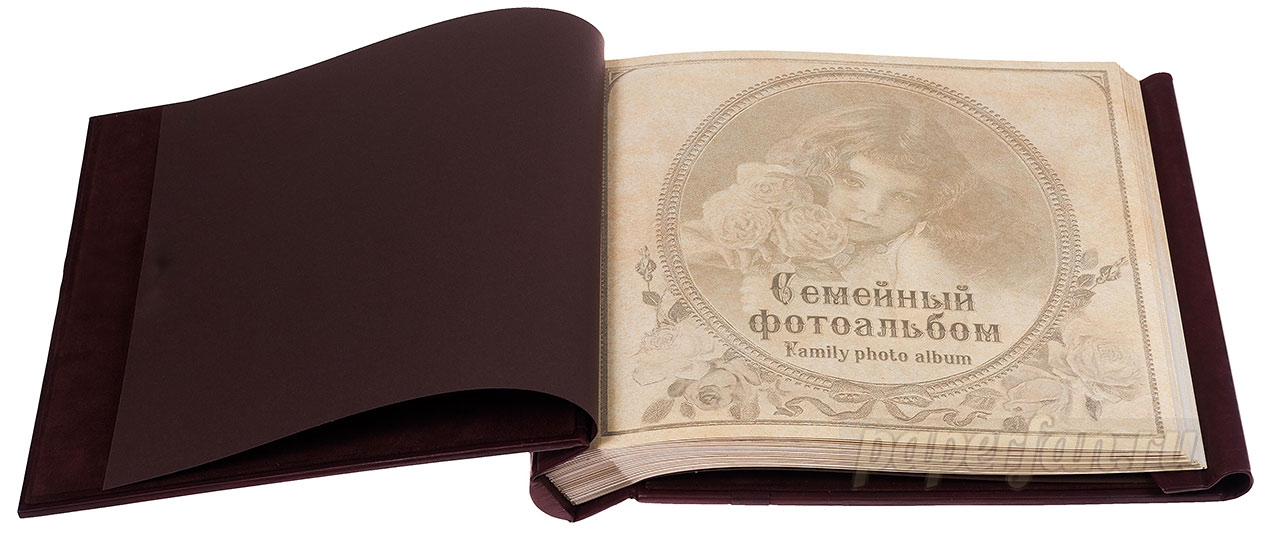 Семейный
фотоальбом
Family photo album
paperfan.ru